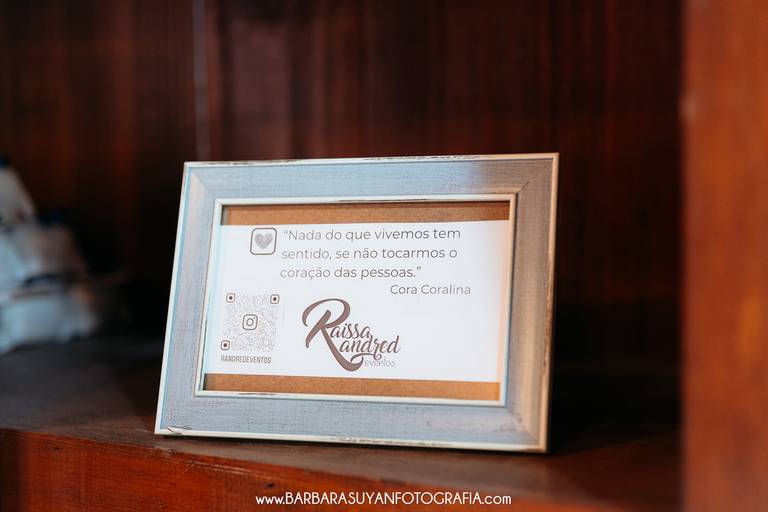 “Nada do que vivemos tem
sentido, se não tocarmos o
coração das pessoas.”
Cora Coralina
Raissa
Randred
eventos
RANDREDEVENTOS
www.BARBARASUYANFOTOGRAFIA.com